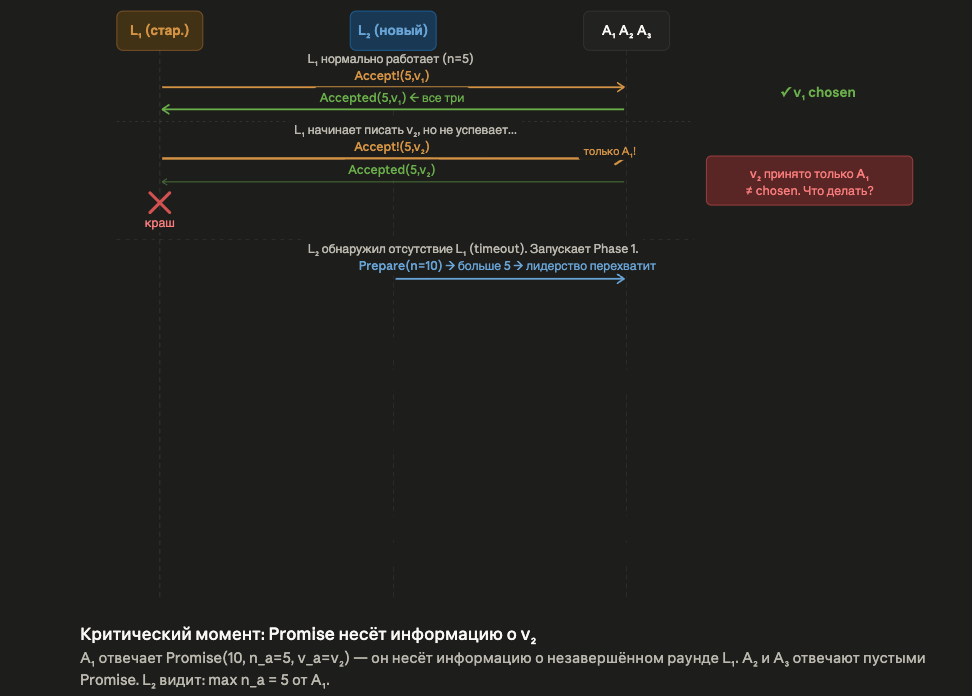 L₁ (стар.)
L₂ (новый)
A₁ A₂ A₃
L₁ нормально работает (n=5)
Accept!(5,v₁)
Accepted(5,v₁) ← все три
✓ v₁ chosen
L₁ начинает писать v₂, но не успевает...
Accept!(5,v₂)
только A₁!
Accepted(5,v₂)
v₂ принято только A₁
≠ chosen. Что делать?
краш
L₂ обнаружил отсутствие L₁ (timeout). Запускает Phase 1.
Prepare(n=10) → больше 5 → лидерство перехватит
Критический момент: Promise несёт информацию о v₂
A₁ отвечает Promise(10, n_a=5, v_a=v₂) — он несёт информацию о незавершённом раунде L₁. A₂ и A₃ отвечают пустыми
Promise. L₂ видит: max n_a = 5 от A₁.